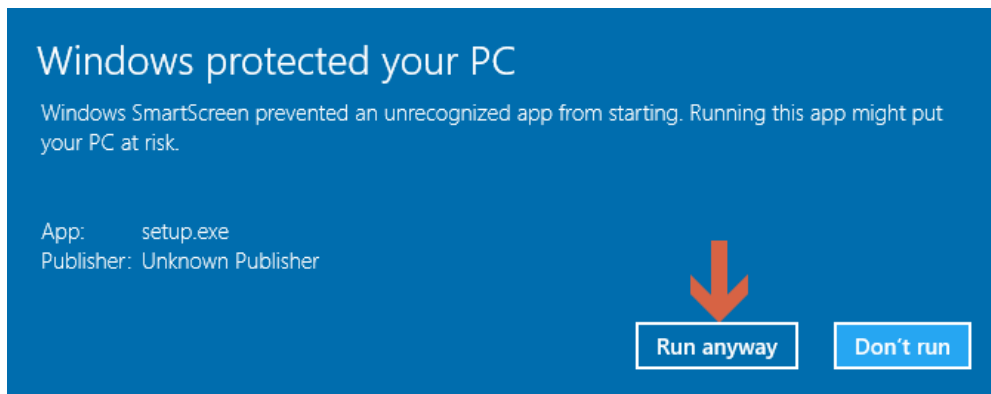 Windows protected your PC
Windows SmartScreen prevented an unrecognized app from starting. Running this app might put
your PC at risk.
App: setup.exe
Publisher: Unknown Publisher
Run anyway Don't run